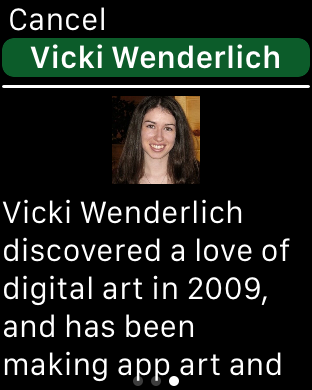 Cancel
Vicki Wenderlich
Vicki Wenderlich
discovered a love of
digital art in 2009,
and has been
making app art and